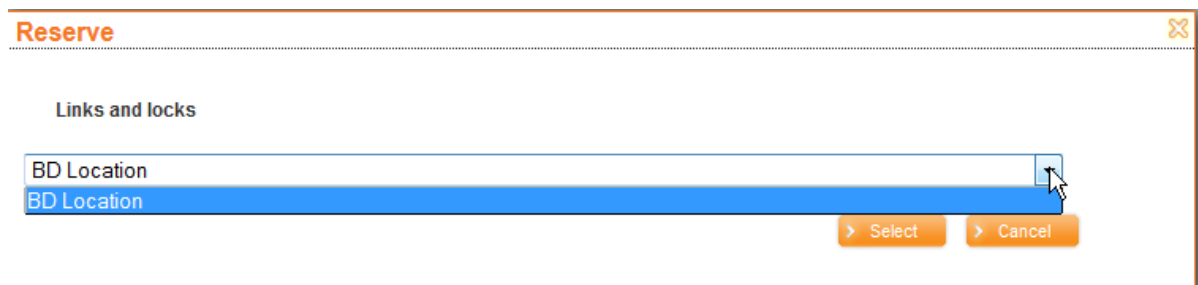 Reserve
Links and locks
BD Location
BD Location
Select
Cancel